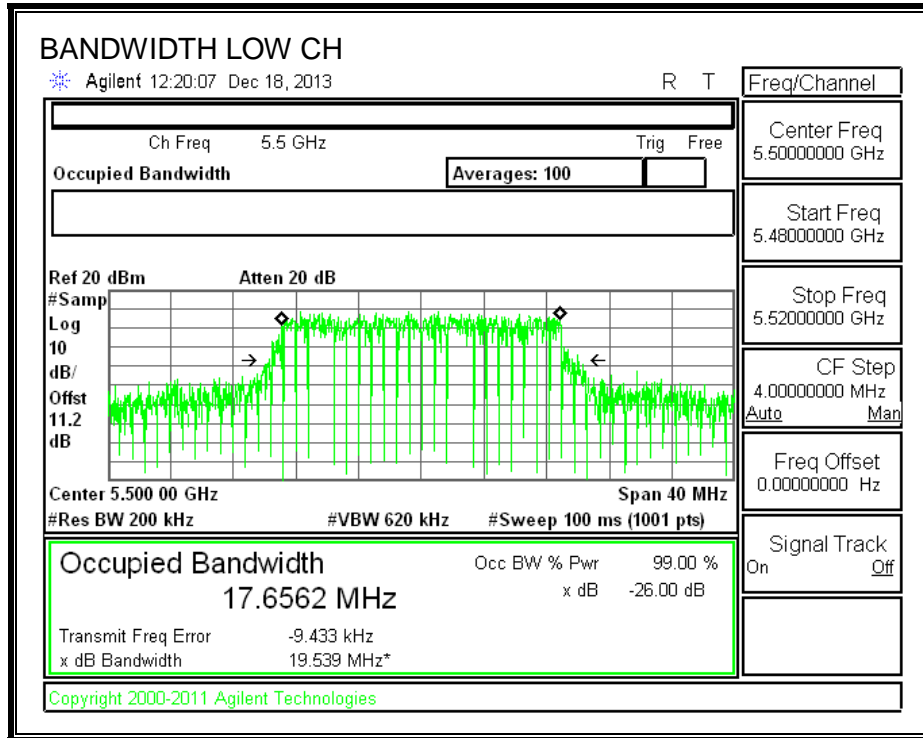 BANDWIDTH LOW CH
Agilent 12:20:07 Dec 18, 2013 R T
Freq/Channel
Ch Freq 5.5 GHz Trig Free
Occupied Bandwidth Averages: 100
Center Freq
5.50000000 GHz
Start Freq
5.48000000 GHz
Stop Freq
5.52000000 GHz
CF Step
4.00000000 MHz
Auto Man
Freq Offset
0.00000000 Hz
Signal Track
On Off
Ref 20 dBm Atten 20 dB
#Samp
Log
10
dB/
Offst
11.2
dB
Center 5.500 00 GHz Span 40 MHz
#Res BW 200 kHz #VBW 620 kHz #Sweep 100 ms (1001 pts)
Occupied Bandwidth Occ BW % Pwr 99.00 %
17.6562 MHz x dB -26.00 dB
Transmit Freq Error -9.433 kHz
x dB Bandwidth 19.539 MHz*
Copyright 2000-2011 Agilent Technologies